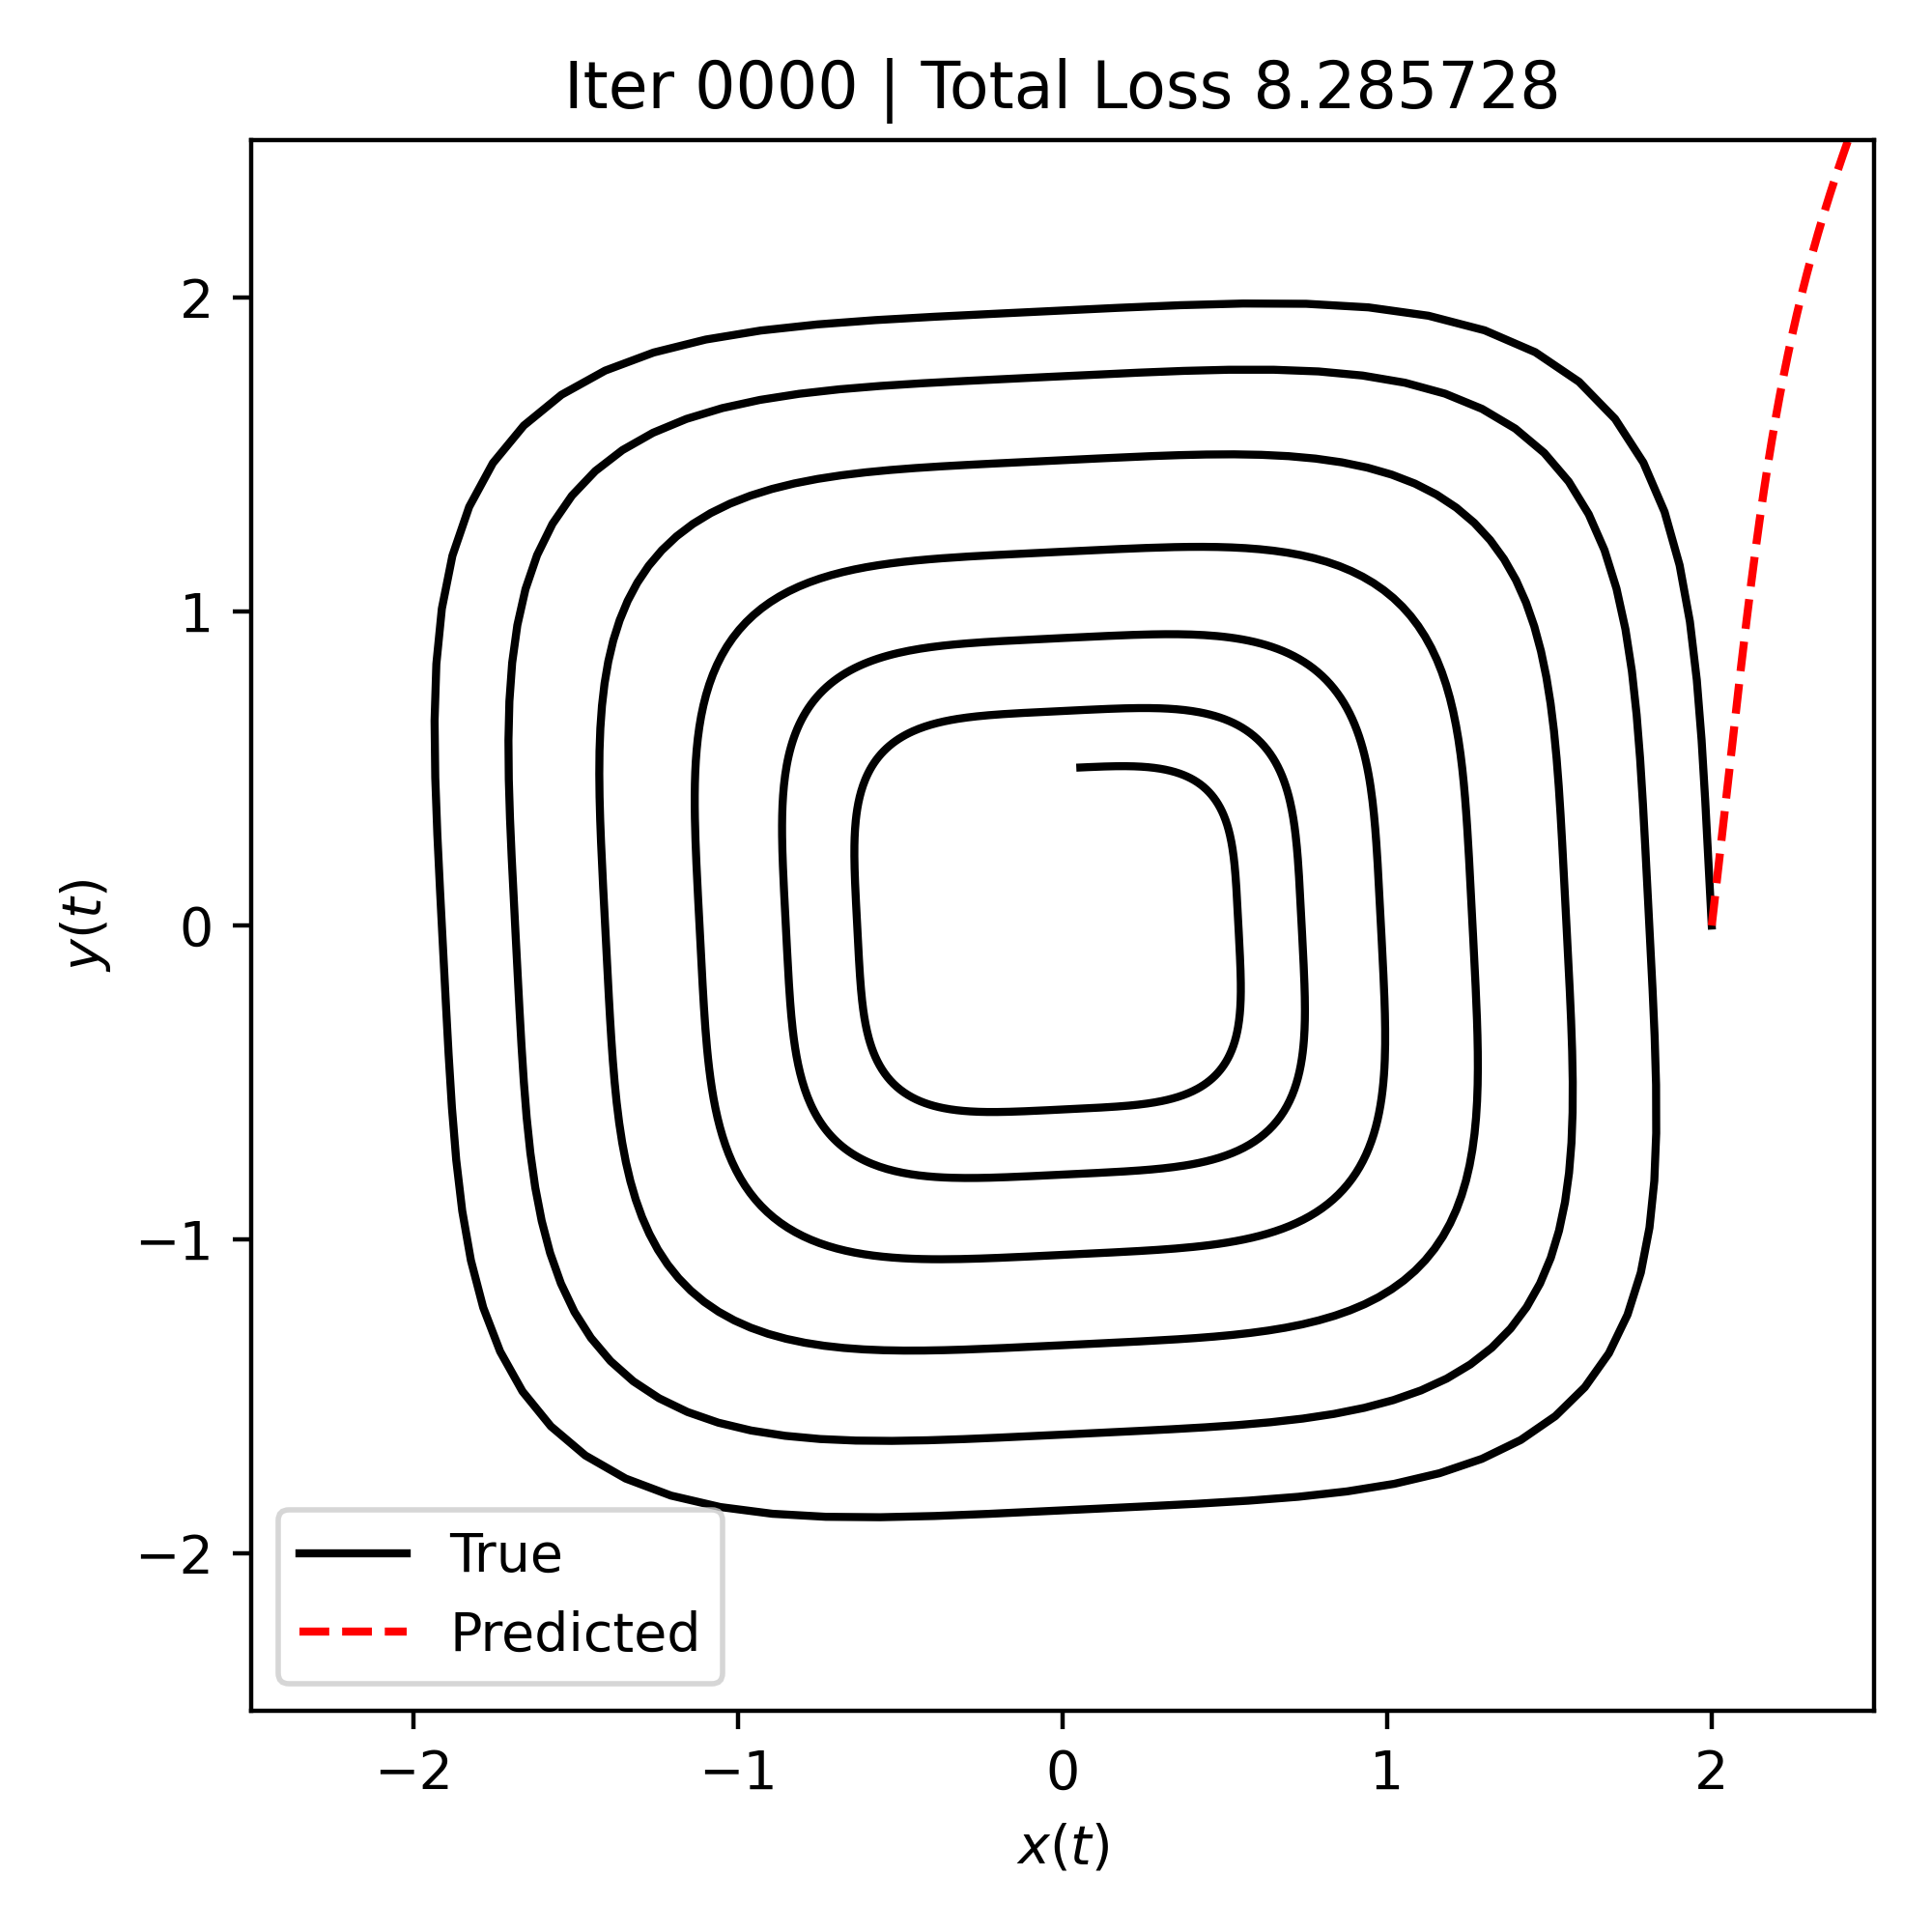 Iter 0000 | Total Loss 8.285728
2
1
0
−1
−2
y(t)
True
Predicted
−2 −1 0 1 2
x(t)